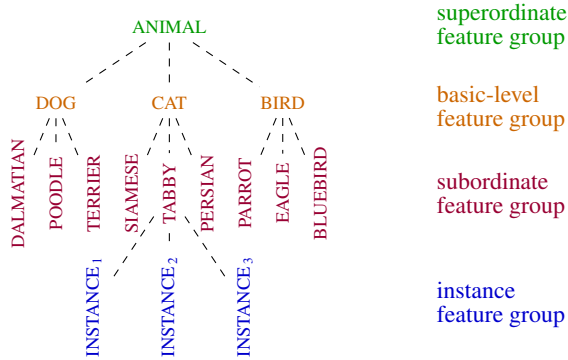 ANIMAL
superordinate
feature group
DOG
CAT
BIRD
basic-level
feature group
DALMATIAN
POODLE
TERRIER
SIAMESE
TABBY
PERSIAN
PARROT
EAGLE
BLUEBIRD
subordinate
feature group
INSTANCE₁
INSTANCE₂
INSTANCE₃
instance
feature group